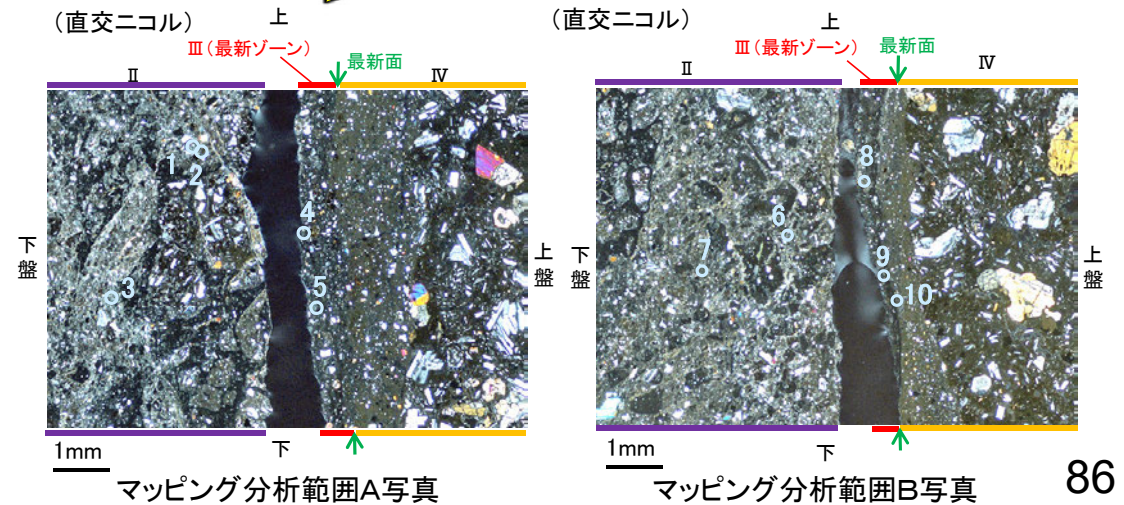 (直交ニコル)
上
Ⅲ(最新ゾーン)
最新面
Ⅱ
Ⅳ
1
2
3
4
5
下盤
上盤
1mm
下
マッピング分析範囲A写真
(直交ニコル)
上
Ⅲ(最新ゾーン)
最新面
Ⅱ
Ⅳ
8
6
7
9
10
下盤
上盤
1mm
下
マッピング分析範囲B写真
86